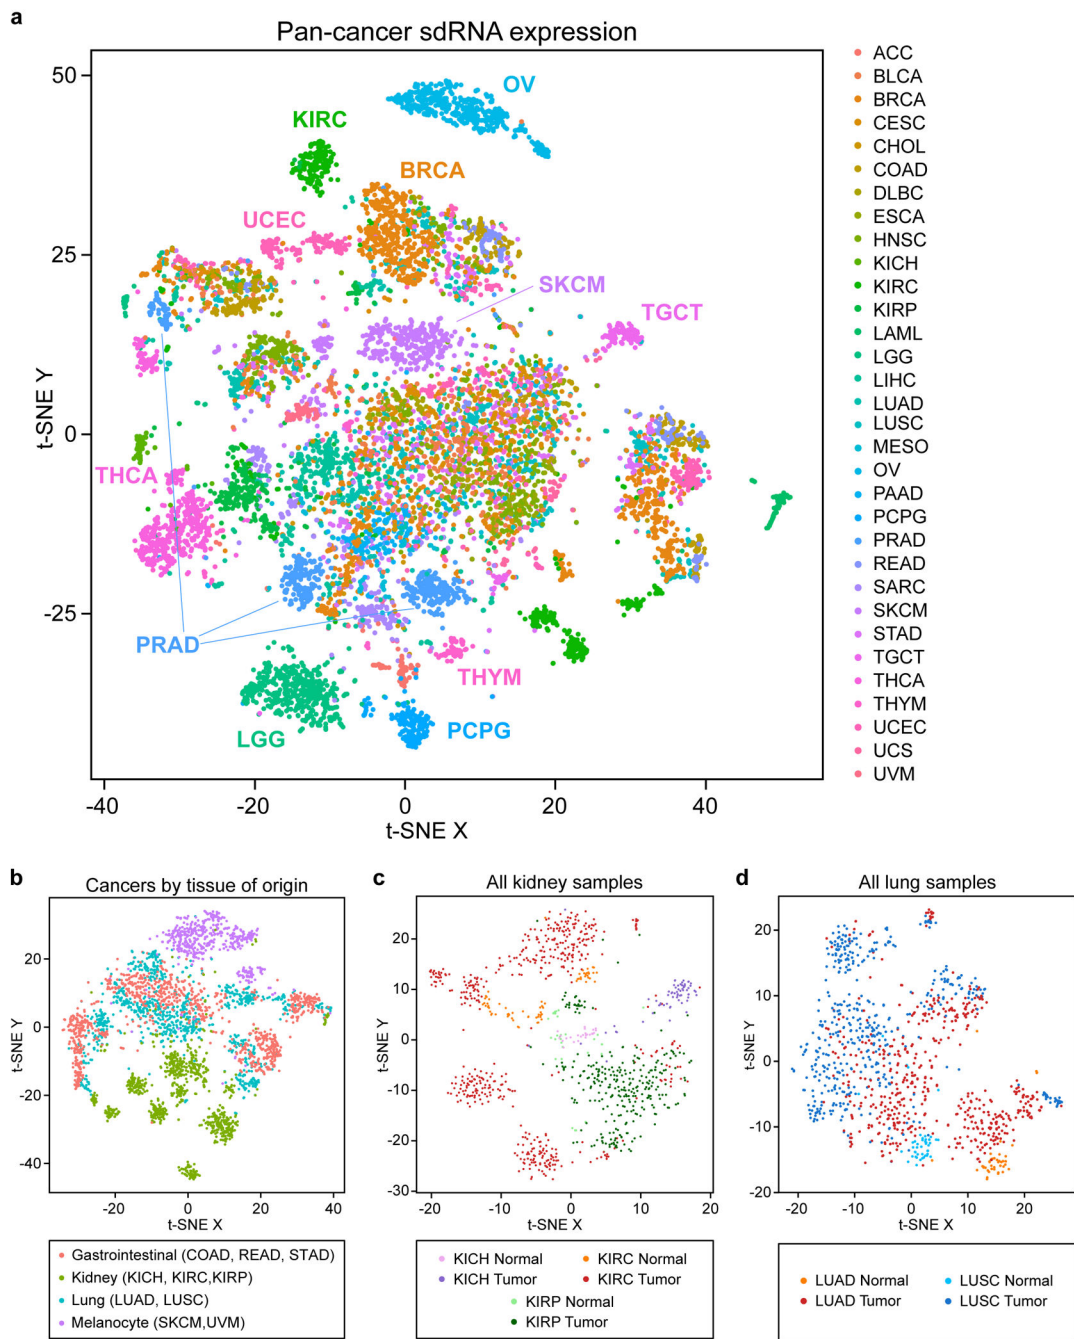 a
Pan-cancer sdRNA expression
50
25
0
-25
t-SNE Y
-40
-20
0
20
40
t-SNE X
OV
KIRC
BRCA
UCEC
SKCM
TGCT
THCA
PRAD
THYM
LGG
PCPG
ACC
BLCA
BRCA
CESC
CHOL
COAD
DLBC
ESCA
HNSC
KICH
KIRC
KIRP
LAML
LGG
LIHC
LUAD
LUSC
MESO
OV
PAAD
PCPG
PRAD
READ
SARC
SKCM
STAD
TGCT
THCA
THYM
UCEC
UCS
UVM
b
Cancers by tissue of origin
20
0
-20
-40
t-SNE Y
-20
0
20
40
t-SNE X
Gastrointestinal (COAD, READ, STAD)
Kidney (KICH, KIRC,KIRP)
Lung (LUAD, LUSC)
Melanocyte (SKCM,UVM)
c
All kidney samples
20
10
0
-10
-20
-30
t-SNE Y
-20
-10
0
10
20
t-SNE X
KICH Normal
KIRC Normal
KICH Tumor
KIRC Tumor
KIRP Normal
KIRP Tumor
d
All lung samples
20
10
0
-10
-20
t-SNE Y
-20
-10
0
10
20
t-SNE X
LUAD Normal
LUSC Normal
LUAD Tumor
LUSC Tumor